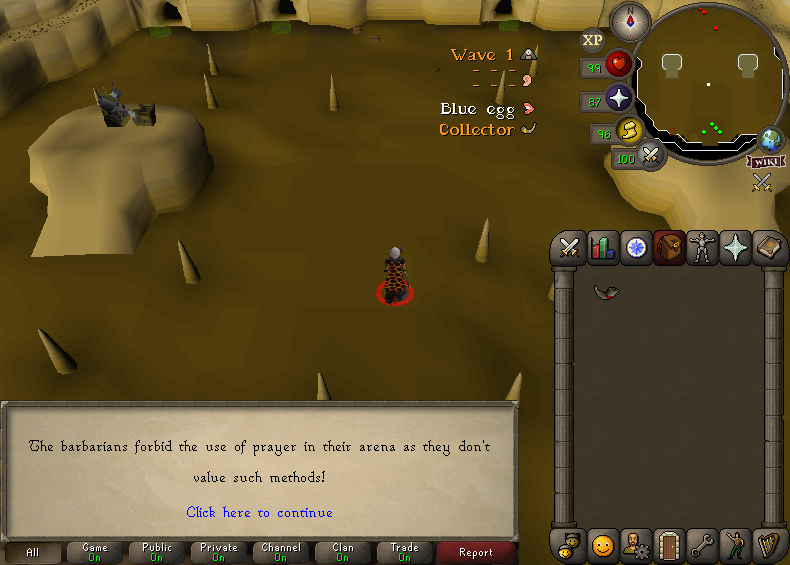 N
Wave 1
XP
99
- - -
- - -
87
Blue egg
Collector
96
100
WIKI
The barbarians forbid the use of prayer in their arena as they don't
value such methods!
Click here to continue
All
Game
On
Public
On
Private
On
Channel
On
Clan
On
Trade
On
Report